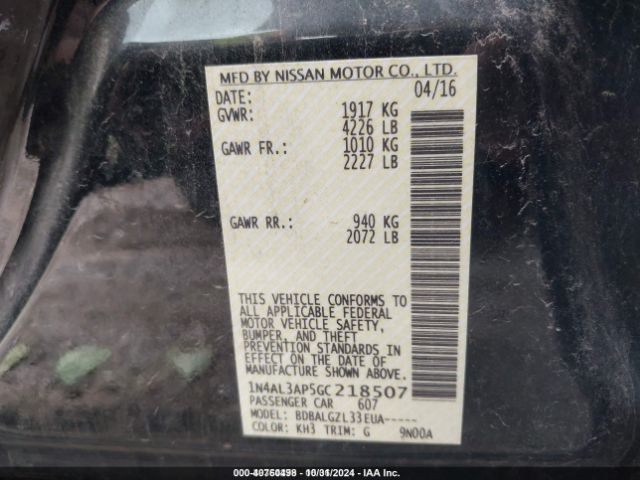 MFD BY NISSAN MOTOR CO., LTD.
DATE: 04/16
GVWR: 1917 KG
4226 LB
GAWR FR.: 1010 KG
2227 LB
GAWR RR.: 940 KG
2072 LB
THIS VEHICLE CONFORMS TO
ALL APPLICABLE FEDERAL
MOTOR VEHICLE SAFETY,
BUMPER, AND THEFT
PREVENTION STANDARDS IN
EFFECT ON THE DATE OF
MANUFACTURE SHOWN ABOVE.
1N4AL3AP5GC218507
PASSENGER CAR 607
MODEL: BDBALGZL33EUA-----
COLOR: KH3 TRIM: G 9N00A
/2024 - IAA Inc.